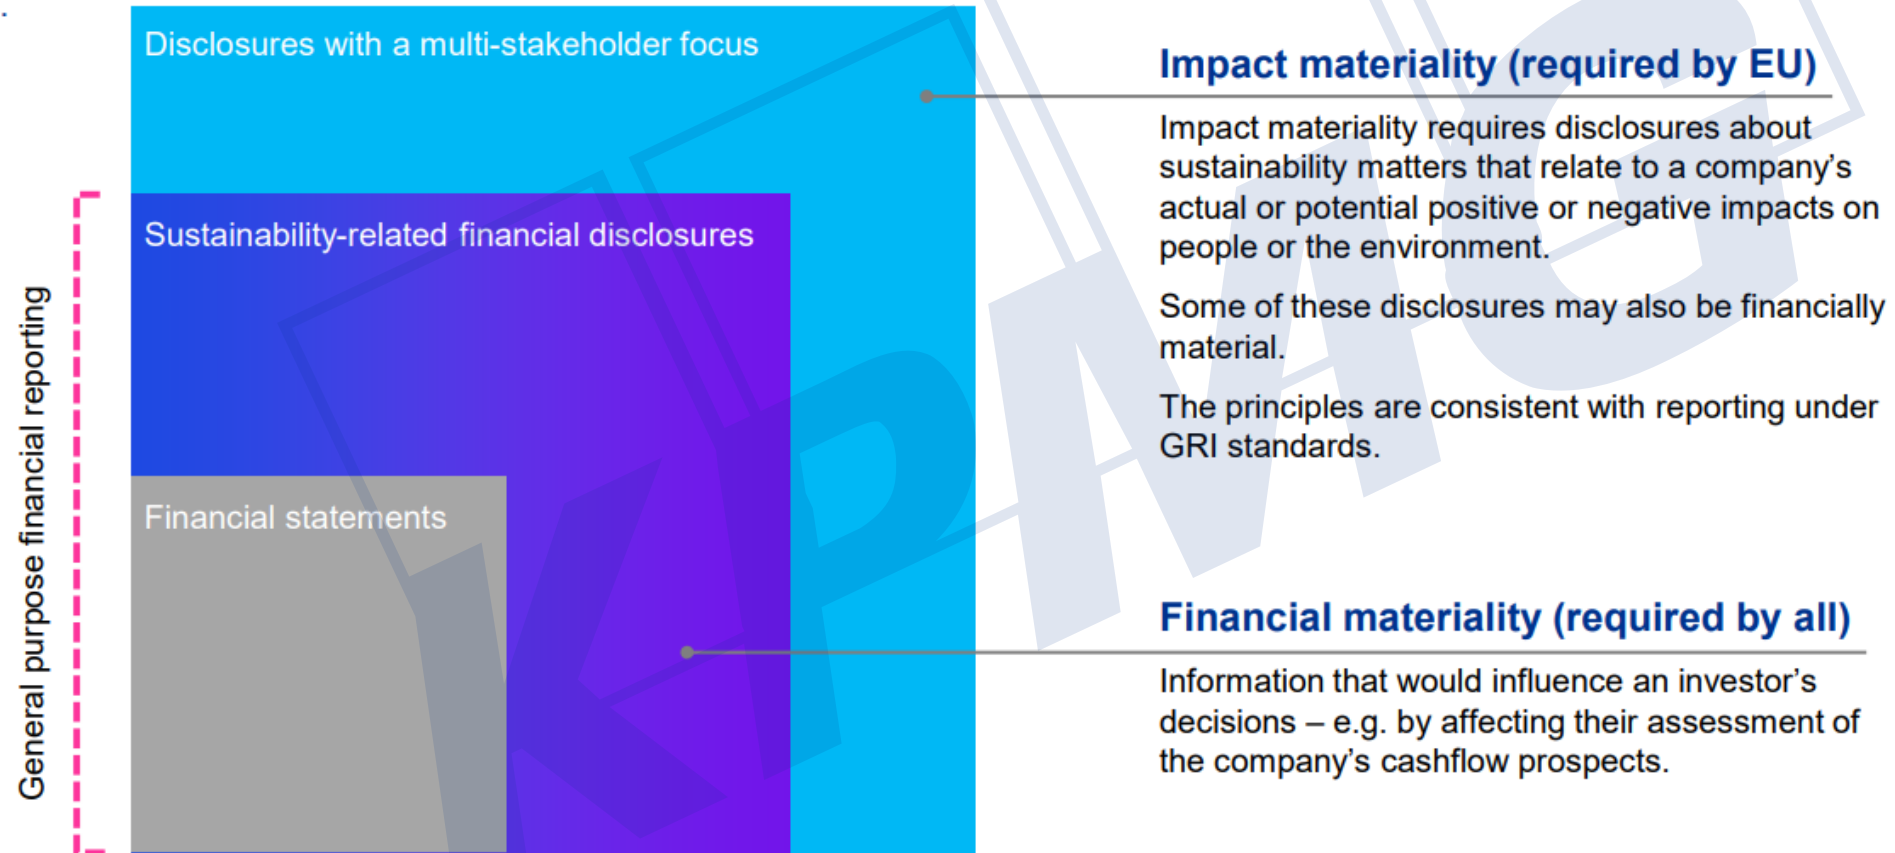 Disclosures with a multi-stakeholder focus
Sustainability-related financial disclosures
Financial statements
General purpose financial reporting
Impact materiality (required by EU)
Impact materiality requires disclosures about
sustainability matters that relate to a company's
actual or potential positive or negative impacts on
people or the environment.
Some of these disclosures may also be financially
material.
The principles are consistent with reporting under
GRI standards.
Financial materiality (required by all)
Information that would influence an investor's
decisions – e.g. by affecting their assessment of
the company's cashflow prospects.
KPMG